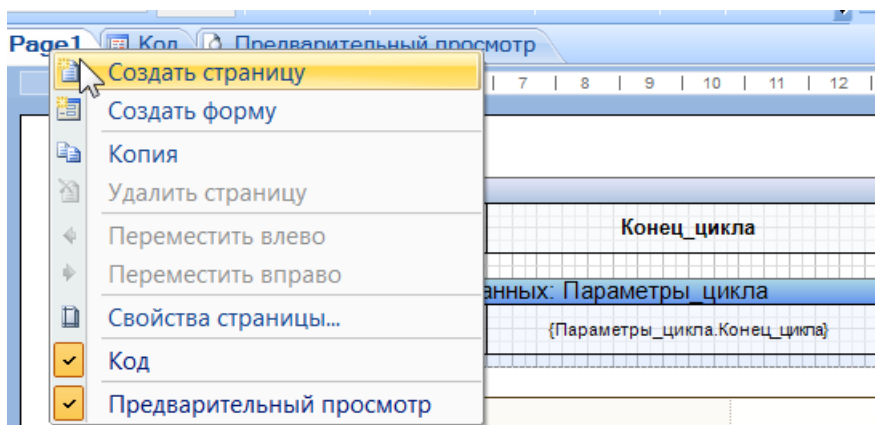 Page1 Код Предварительный просмотр
7 8 9 10 11 12
Создать страницу
Создать форму
Копия
Удалить страницу
Переместить влево
Переместить вправо
Свойства страницы...
Код
Предварительный просмотр
Конец_цикла
анных: Параметры_цикла
{Параметры_цикла.Конец_цикла}